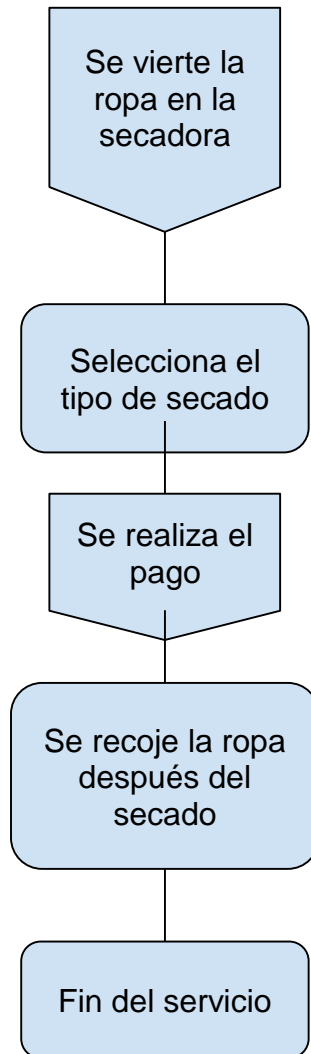 Se vierte la
ropa en la
secadora
Selecciona el
tipo de secado
Se realiza el
pago
Se recoje la ropa
después del
secado
Fin del servicio